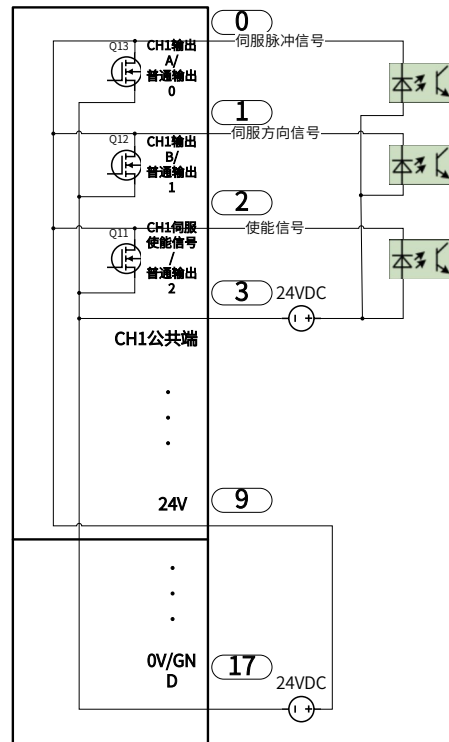 0
Q13
CH1输出
A/
普通输出
0
伺服脉冲信号
1
Q12
CH1输出
B/
普通输出
1
伺服方向信号
2
Q11
CH1伺服
使能信号
/
普通输出
2
使能信号
3
24VDC
CH1公共端
24V
9
0V/GN
D
17
24VDC